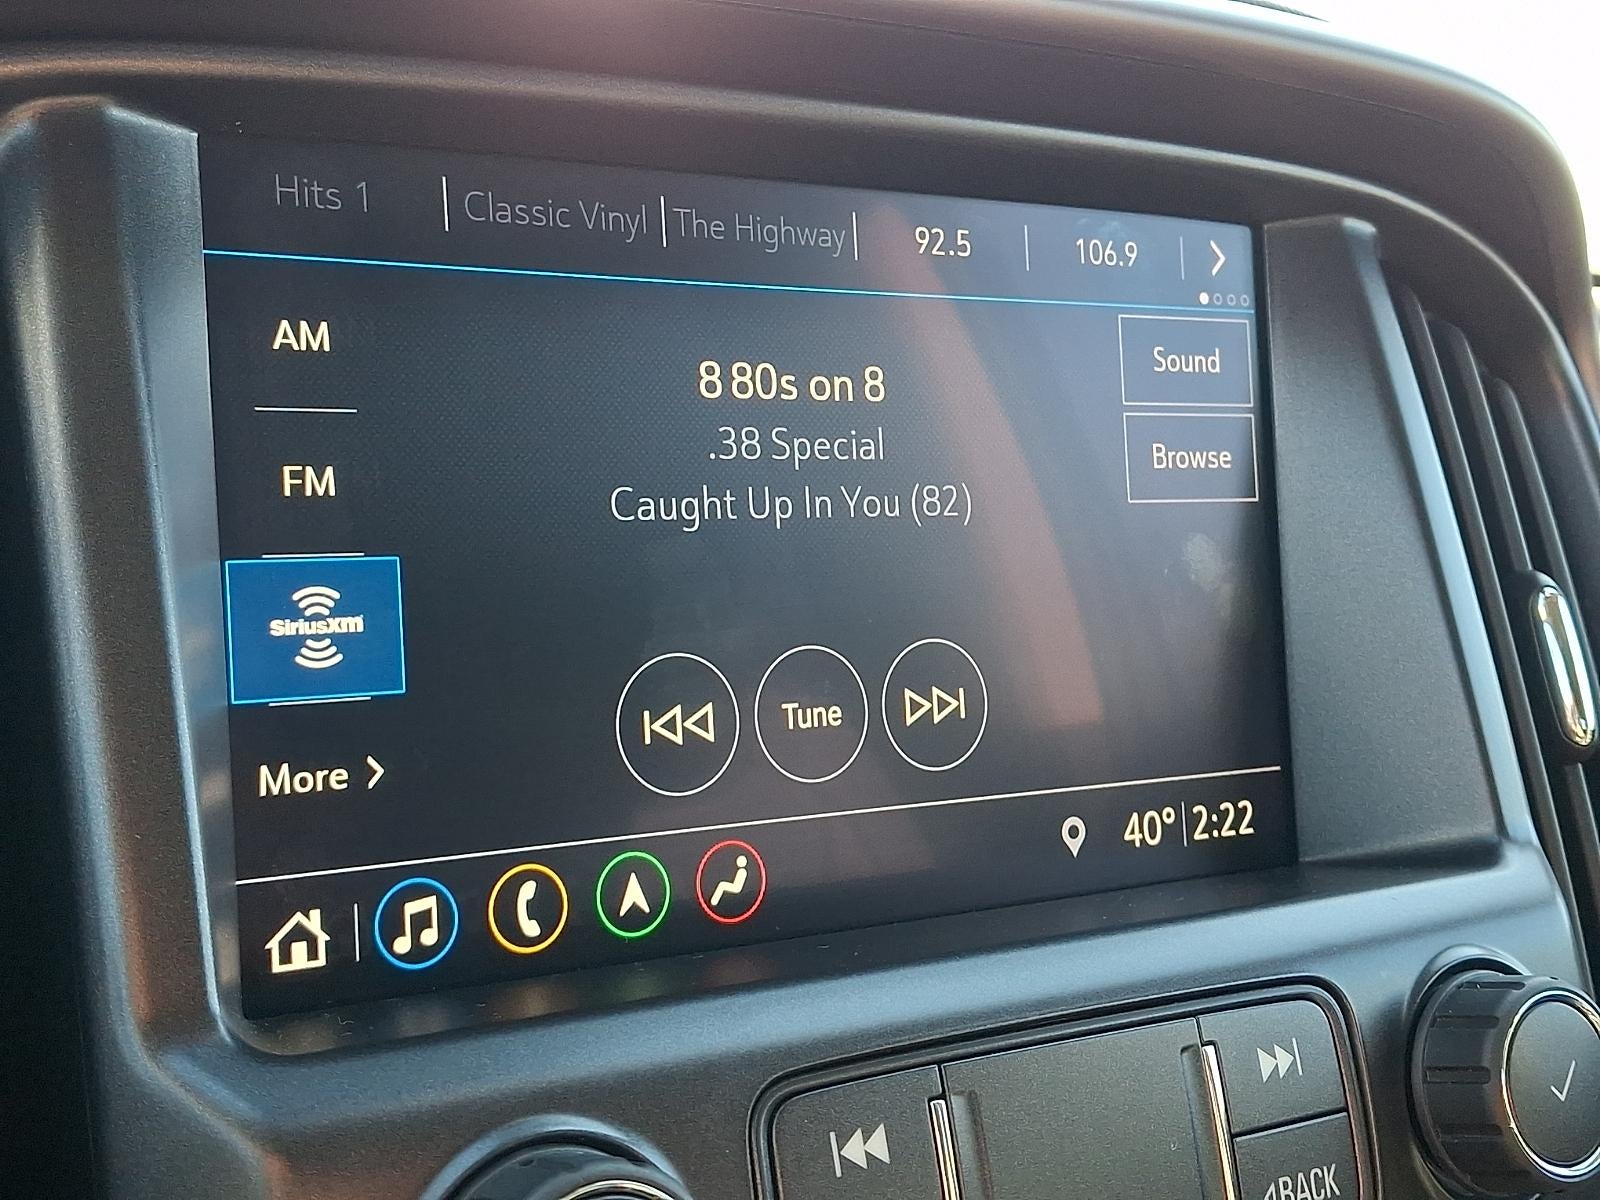 Hits 1 | Classic Vinyl | The Highway | 92.5 | 106.9
AM
FM
SiriusXM
More
8 80s on 8
.38 Special
Caught Up In You (82)
Sound
Browse
Tune
40° | 2:22
BACK